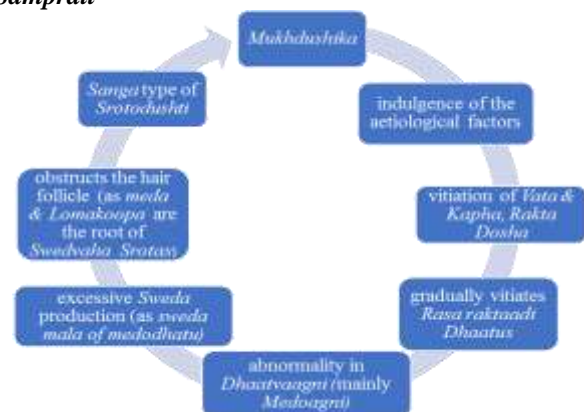 Samprati
Mukhdushika
indulgence of the
aetiological factors
vitiation of Vata &
Kapha, Rakta
Dosha
gradually vitiates
Rasa raktaadi
Dhaatus
abnormality in
Dhaatvaagni (mainly
Medoagni)
excessive Sweda
production (as sweda
mala of medodhatu)
obstructs the hair
follicle (as meda
& Lomakoopa are
the root of
Swedvaha Srotas)
Sanga type of
Srotodushti